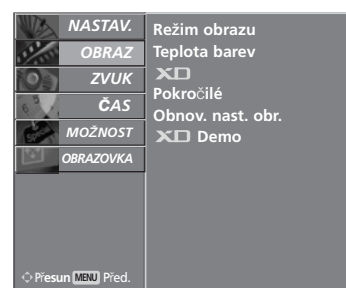 NASTAV.
OBRAZ
ZVUK
ČAS
MOŽNOST
OBRAZOVKA
Režim obrazu
Teplota barev
XD
Pokročilé
Obnov. nast. obr.
XD Demo
Přesun MENU Před.